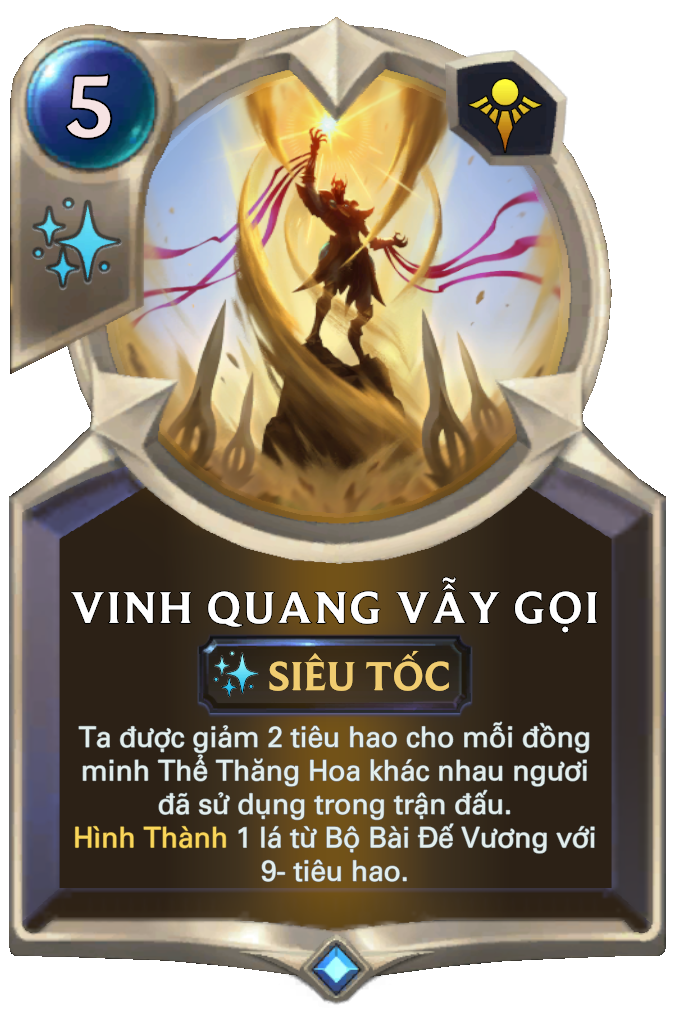 5
VINH QUANG VẪY GỌI
SIÊU TỐC
Ta được giảm 2 tiêu hao cho mỗi đồng
minh Thể Thăng Hoa khác nhau ngươi
đã sử dụng trong trận đấu.
Hình Thành 1 lá từ Bộ Bài Đế Vương với
9- tiêu hao.